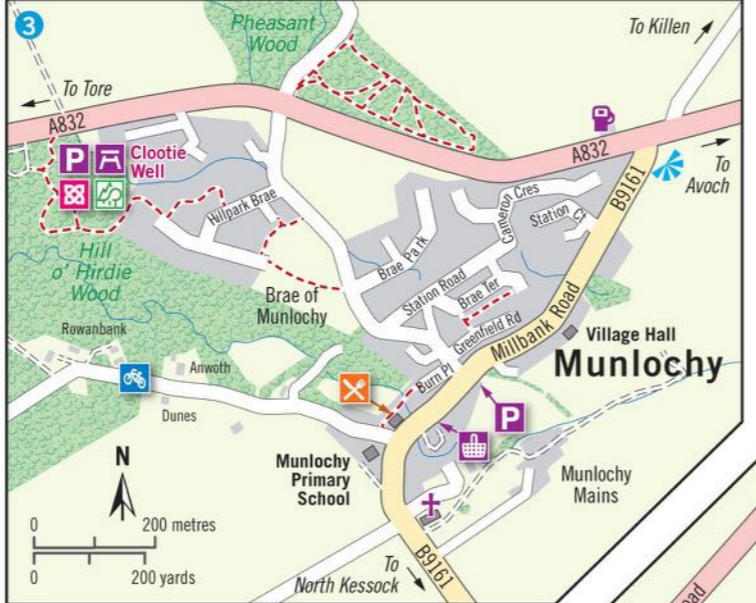 3
Pheasant
Wood
To Killen
To Tore
A832
P
Clootie
Well
A832
To
Avoch
B9161
Cameron Cres
Station Ct
Hillpark Brae
Hill
o' Hirdie
Wood
Brae Park
Station Road
Brae Ter
Brae of
Munlochy
Greenfield Rd
Millbank Road
Village Hall
Munlochy
Rowanbank
Anwoth
Burn Pl
Dunes
P
Munlochy
Primary
School
Munlochy
Mains
N
0 200 metres
0 200 yards
To
North Kessock
B9161